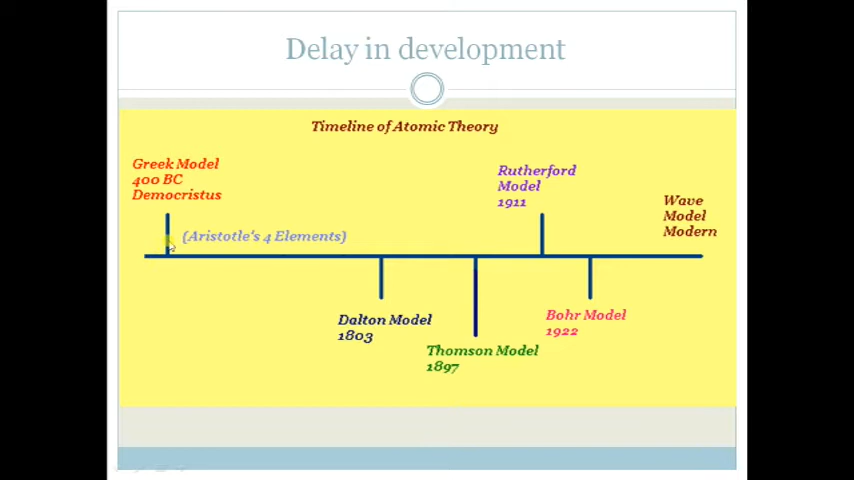 Delay in development
Timeline of Atomic Theory
Greek Model
400 BC
Democristus
(Aristotle's 4 Elements)
Rutherford
Model
1911
Wave
Model
Modern
Dalton Model
1803
Thomson Model
1897
Bohr Model
1922